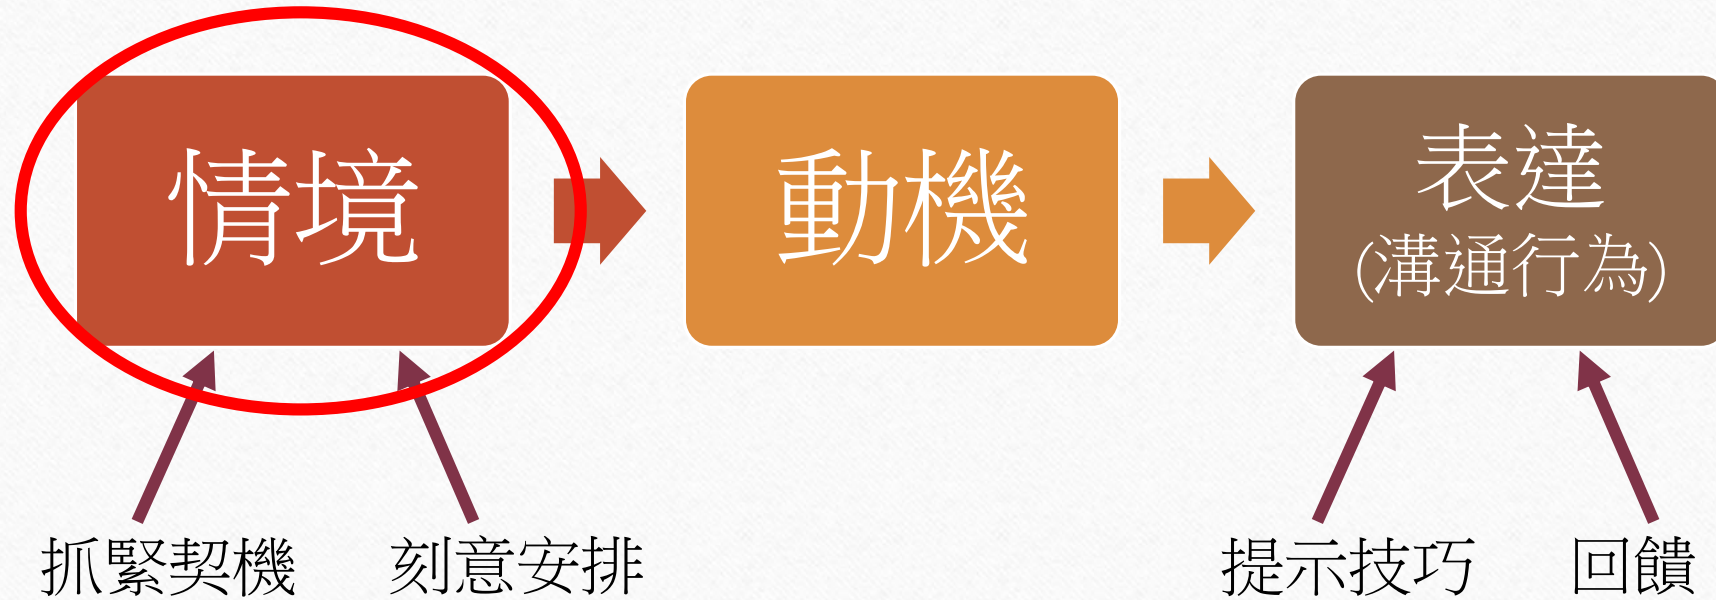 情境
動機
表達
(溝通行為)
抓緊契機
刻意安排
提示技巧
回饋